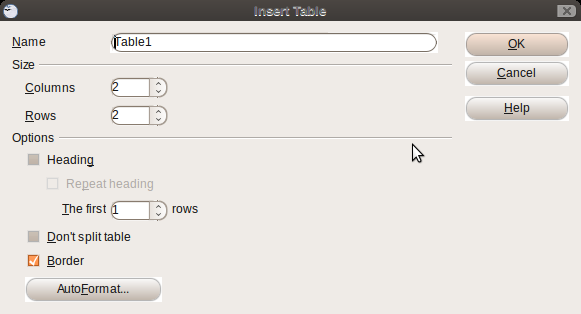 Insert Table
Name Table1 OK
Size
Cancel
Columns 2
Help
Rows 2
Options
Heading
Repeat heading
The first 1 rows
Don't split table
Border
AutoFormat...